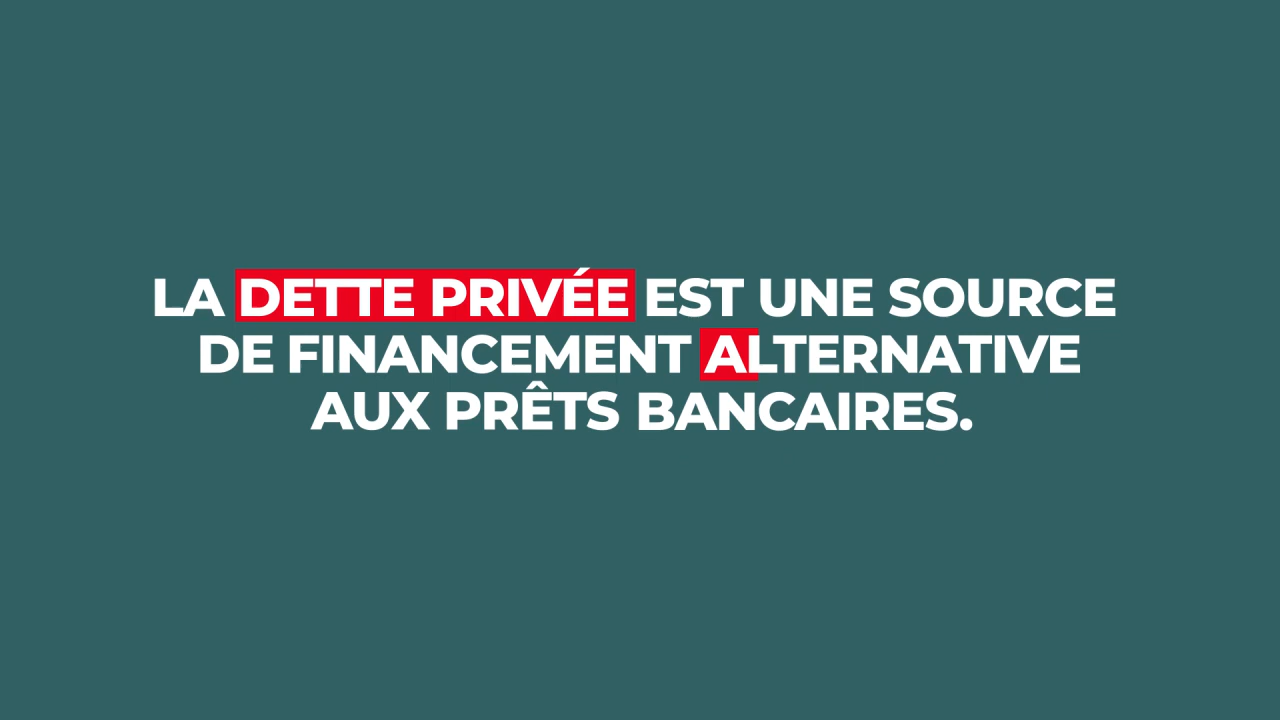 LA DETTE PRIVÉE EST UNE SOURCE
DE FINANCEMENT ALTERNATIVE
AUX PRÊTS BANCAIRES.